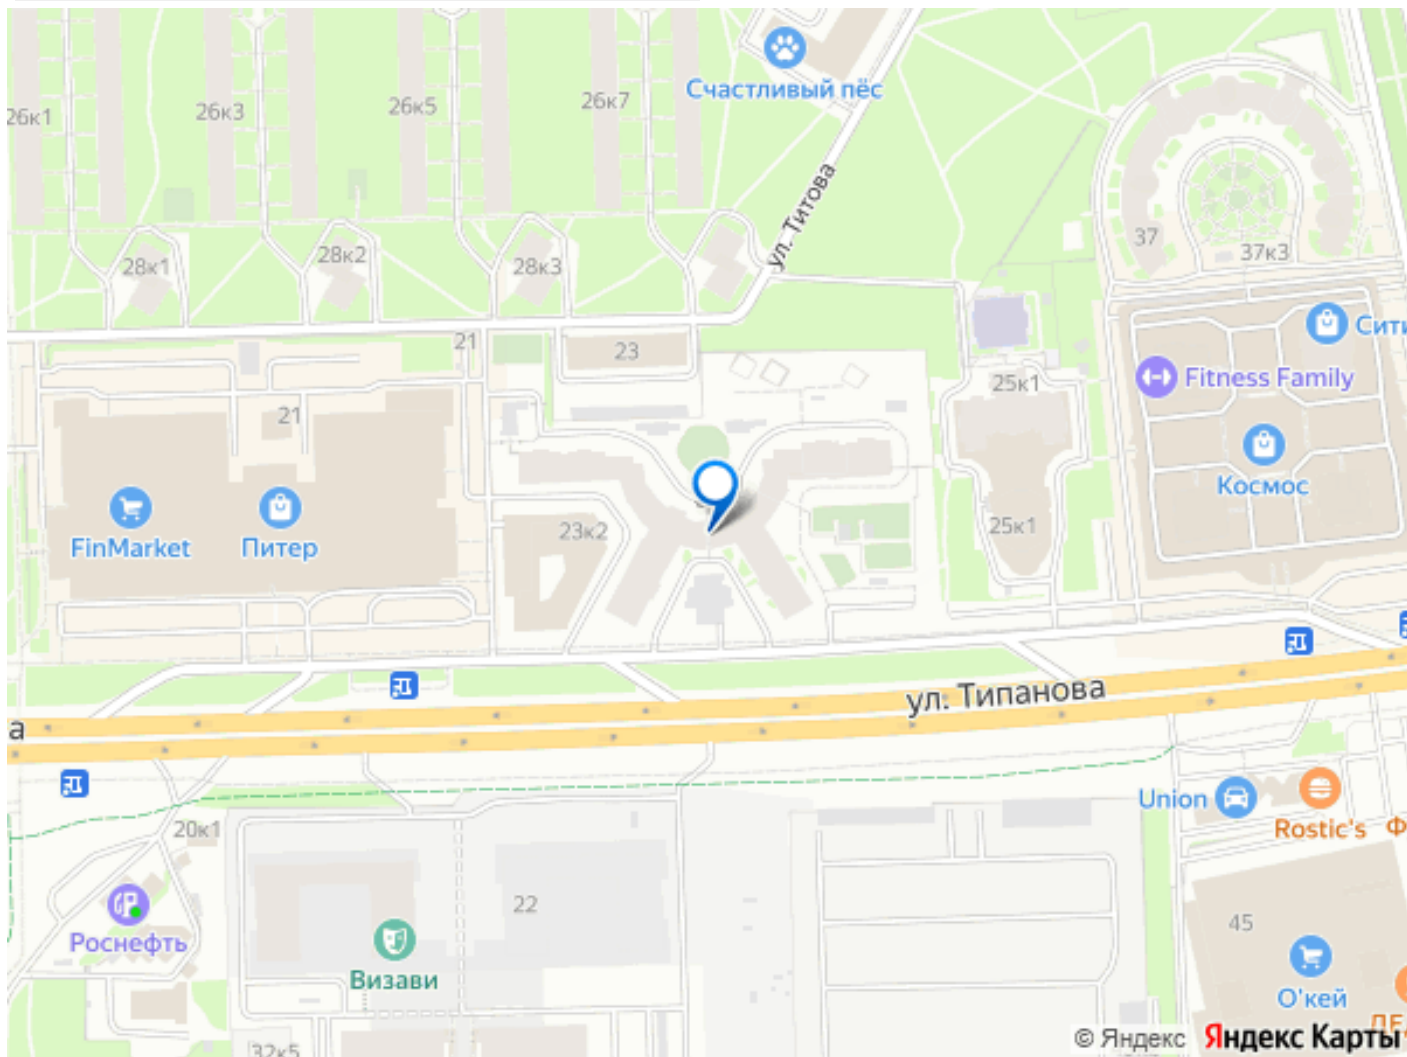 Счастливый пёс
26к1
26к3
26к5
26к7
ул. Титова
28к1
28к2
28к3
37
37к3
Сити
21
23
25к1
Fitness Family
21
Космос
23к2
25к1
FinMarket
Питер
ул. Типанова
а
Union
Rostic's
Ф
20к1
22
45
Роснефть
Визави
О'кей
32к5
© Яндекс Яндекс Карты